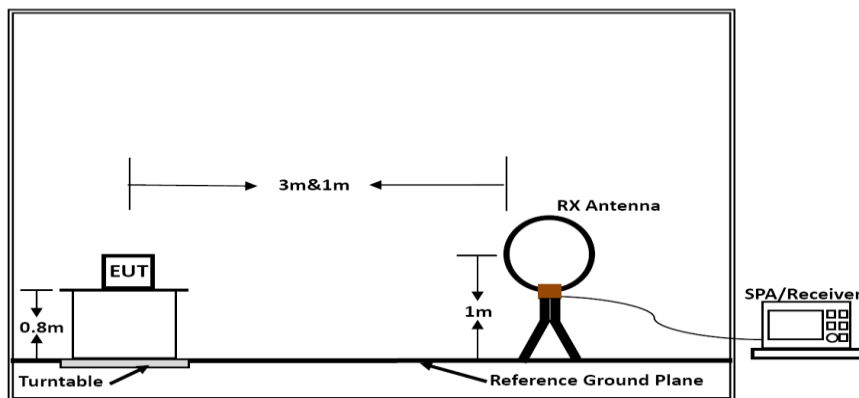 3m&1m
RX Antenna
EUT
SPA/Receiver
0.8m
1m
Turntable
Reference Ground Plane